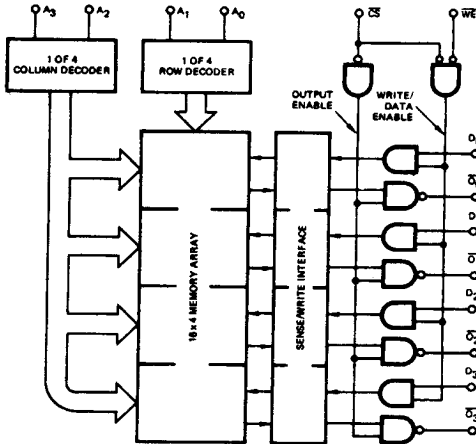 A3 A2 A1 A0 CS WE
1 OF 4
COLUMN DECODER
1 OF 4
ROW DECODER
OUTPUT
ENABLE
WRITE/
DATA
ENABLE
16 x 4 MEMORY ARRAY
SENSE/WRITE INTERFACE